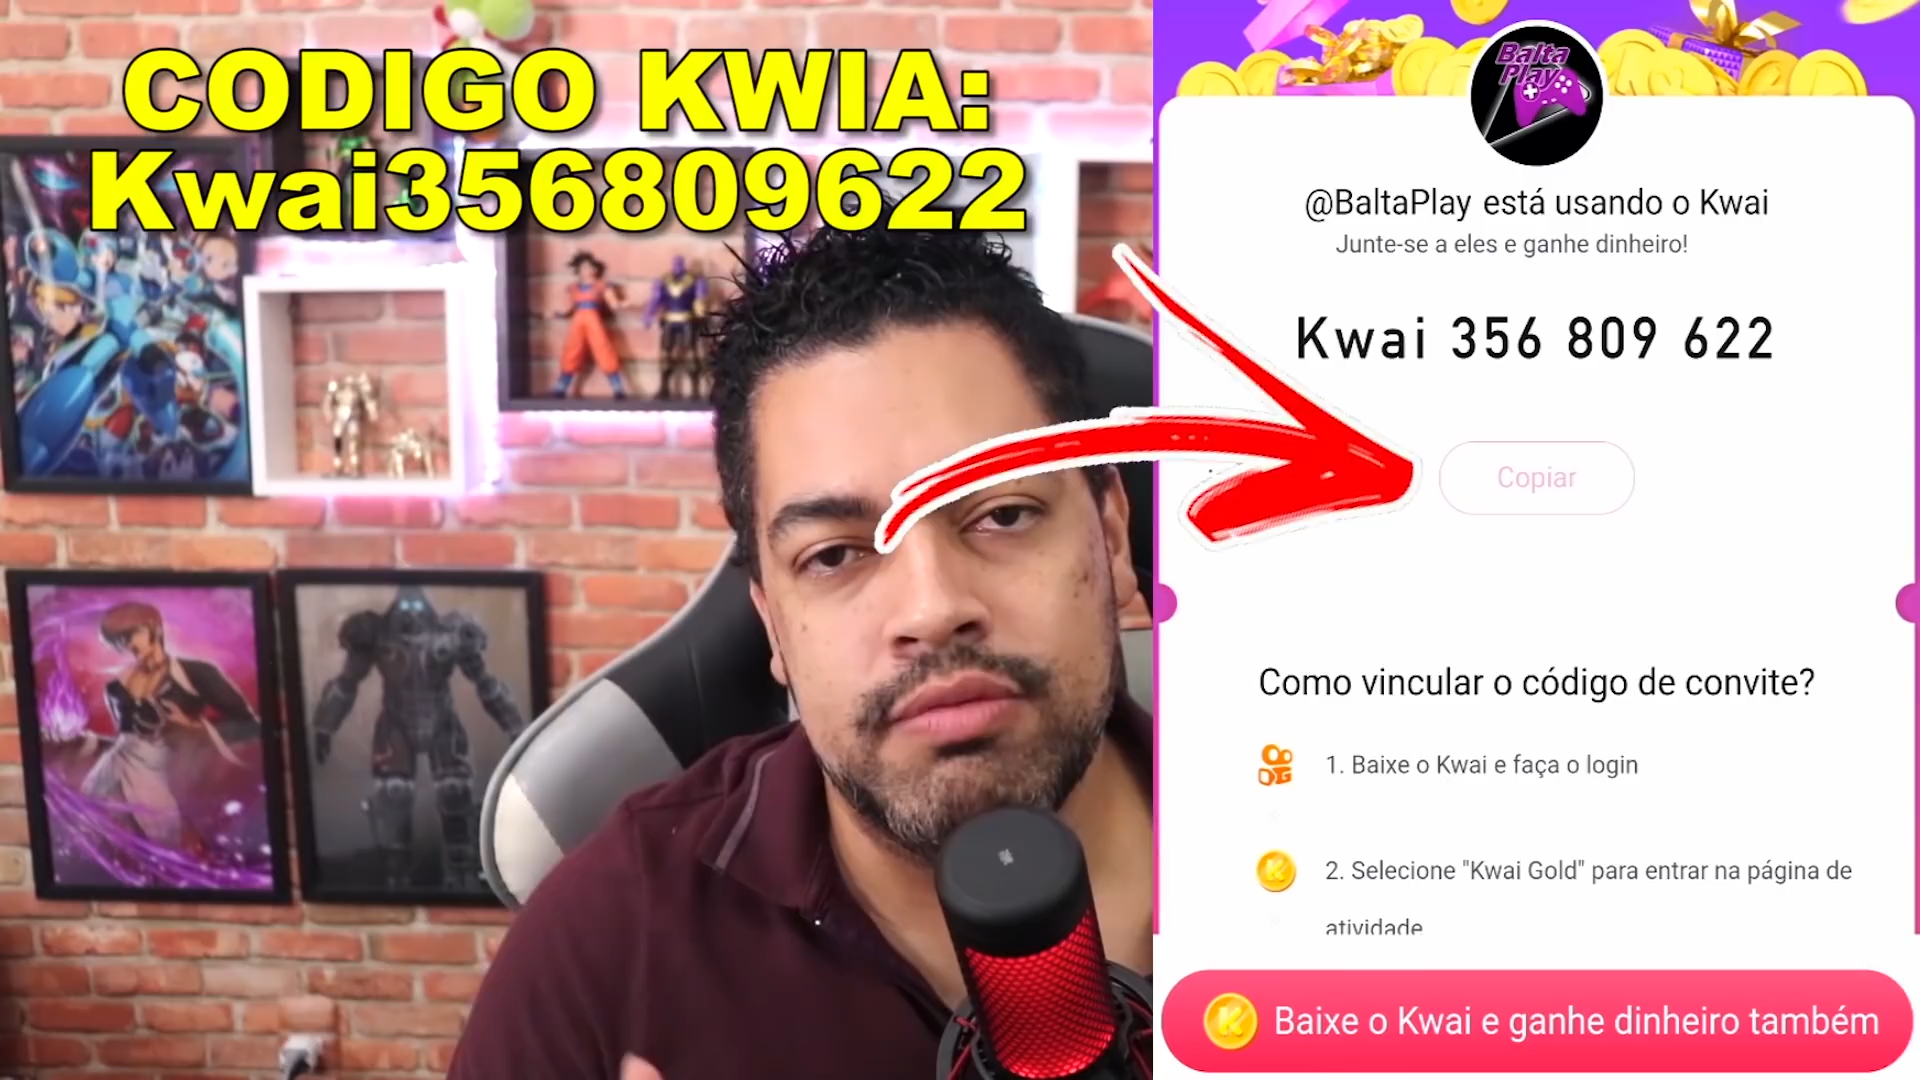 CODIGO KWIA:
Kwai356809622
Balta
Play
@BaltaPlay está usando o Kwai
Junte-se a eles e ganhe dinheiro!
Kwai 356 809 622
Copiar
Como vincular o código de convite?
1. Baixe o Kwai e faça o login
2. Selecione "Kwai Gold" para entrar na página de
atividade
Baixe o Kwai e ganhe dinheiro também